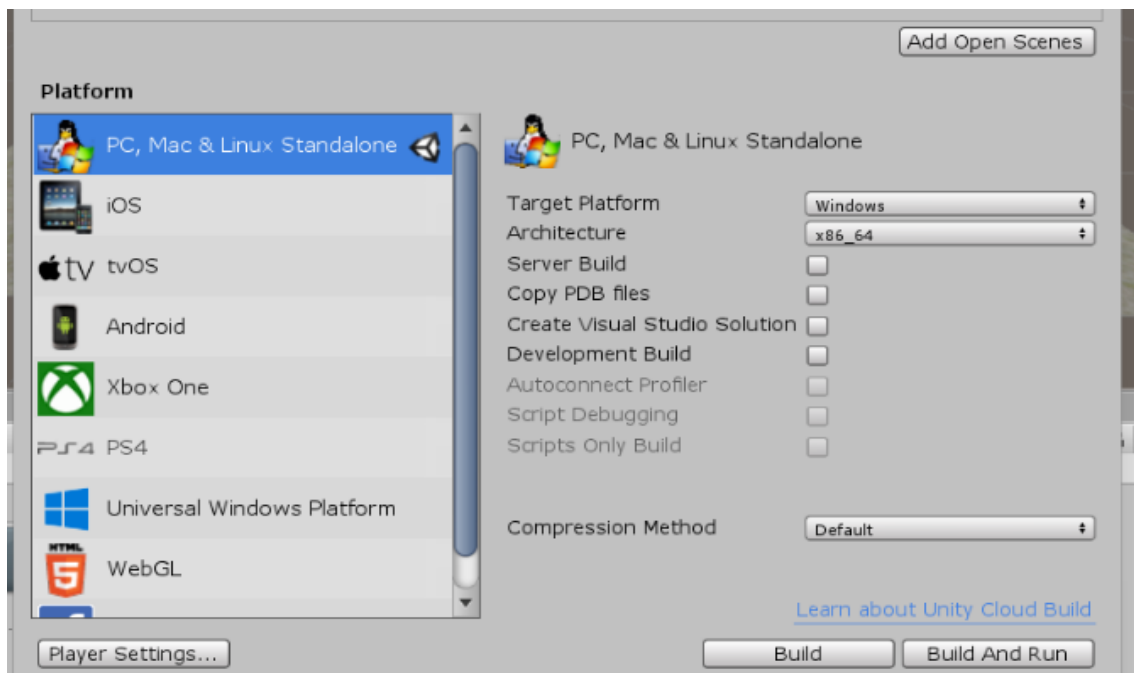 Add Open Scenes
Platform
PC, Mac & Linux Standalone
iOS
tv tvOS
Android
Xbox One
PS4 PS4
Universal Windows Platform
HTML
5 WebGL
PC, Mac & Linux Standalone
Target Platform Windows
Architecture x86_64
Server Build
Copy PDB files
Create Visual Studio Solution
Development Build
Autoconnect Profiler
Script Debugging
Scripts Only Build
Compression Method Default
Learn about Unity Cloud Build
Player Settings... Build Build And Run